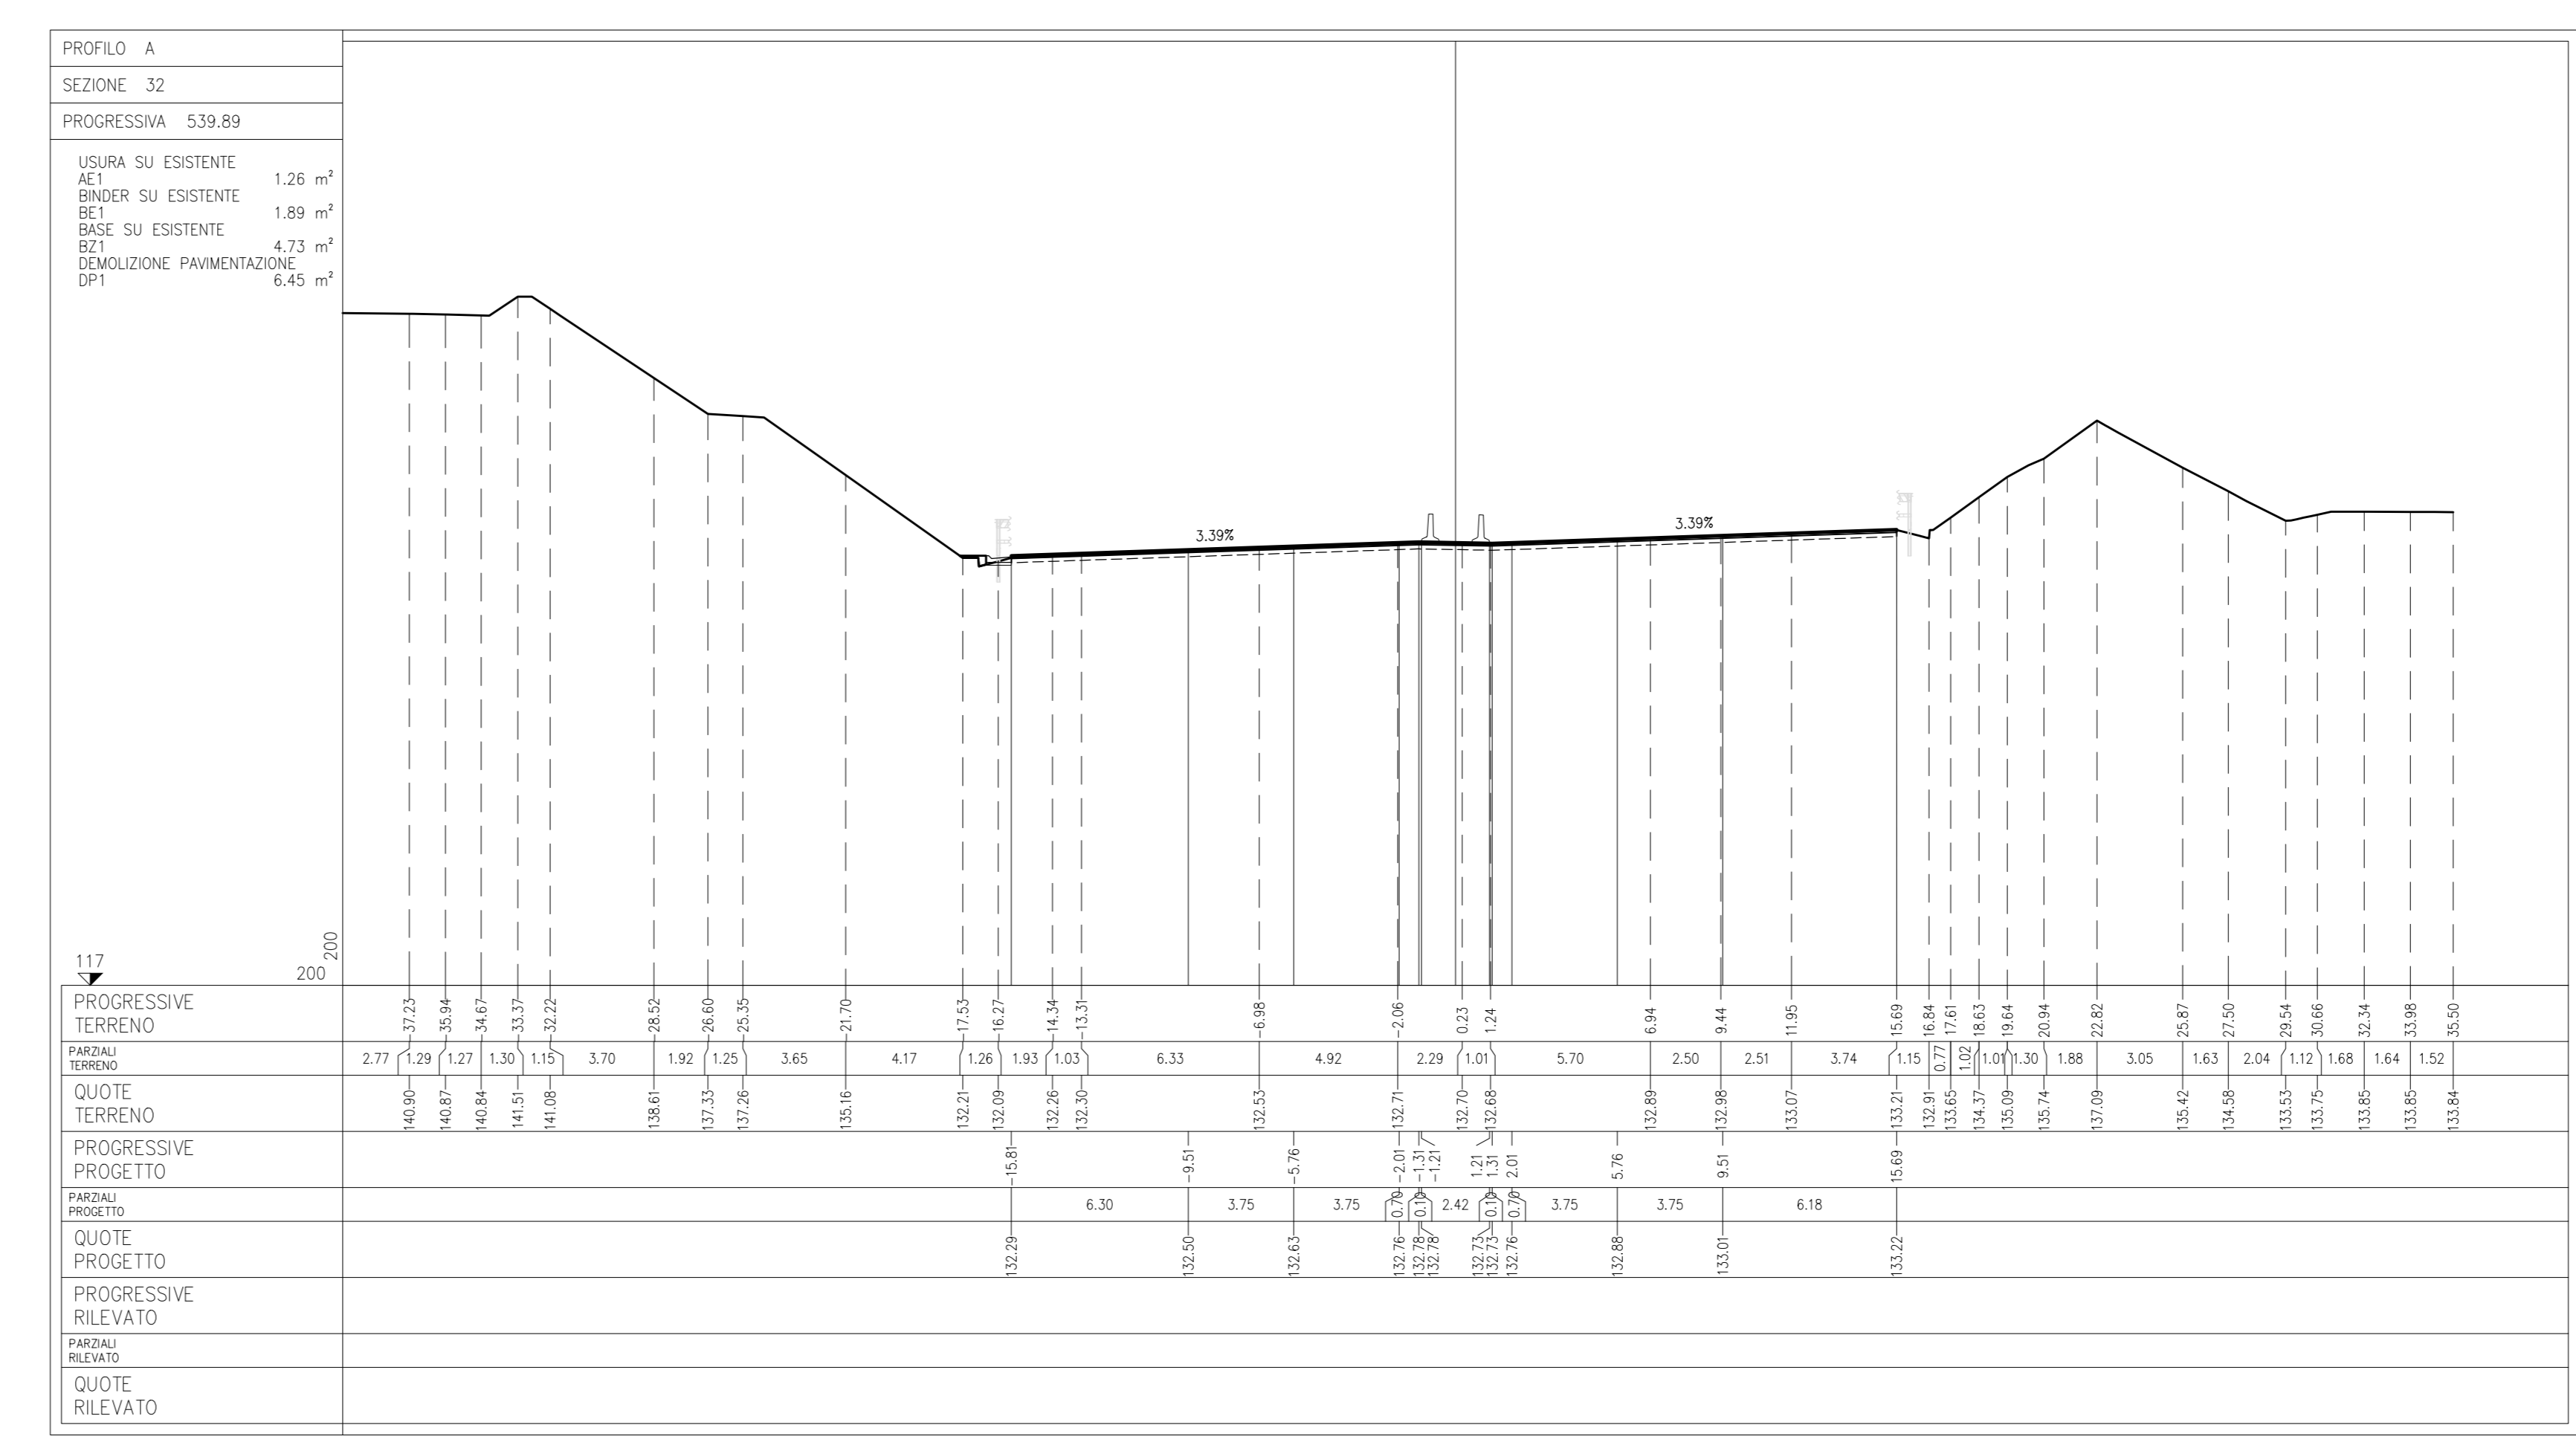 PROFILO A
SEZIONE 32
PROGRESSIVA 539.89
USURA SU ESISTENTE
AE1 1.26 m²
BINDER SU ESISTENTE
BE1 1.89 m²
BASE SU ESISTENTE
BZ1 4.73 m²
DEMOLIZIONE PAVIMENTAZIONE
DP1 6.45 m²
3.39%
3.39%
117
200
200
PROGRESSIVE
TERRENO
-37.23 -35.94 -34.67 -33.37 -32.22 -28.52 -26.60 -25.35 -21.70 -17.53 -16.27 -14.34 -13.31 -6.98 -2.06 0.23 1.24 6.94 9.44 11.95 15.69 16.84 17.61 18.63 19.64 20.94 22.82 25.87 27.50 29.54 30.66 32.34 33.98 35.50
PARZIALI
TERRENO
2.77 1.29 1.27 1.30 1.15 3.70 1.92 1.25 3.65 4.17 1.26 1.93 1.03 6.33 4.92 2.29 1.01 5.70 2.50 2.51 3.74 1.15 0.77 1.02 1.01 1.30 1.88 3.05 1.63 2.04 1.12 1.68 1.64 1.52
QUOTE
TERRENO
140.90 140.87 140.84 141.51 141.08 138.61 137.33 137.26 135.16 132.21 132.09 132.26 132.30 132.53 132.71 132.70 132.68 132.89 132.98 133.07 133.21 132.91 133.65 134.37 135.09 135.74 137.09 135.42 134.58 133.53 133.75 133.85 133.85 133.84
PROGRESSIVE
PROGETTO
-15.81 -9.51 -5.76 -2.01 -1.31 -1.21 1.21 1.31 2.01 5.76 9.51 15.69
PARZIALI
PROGETTO
6.30 3.75 3.75 0.70 0.10 2.42 0.10 0.70 3.75 3.75 6.18
QUOTE
PROGETTO
132.29 132.50 132.63 132.76 132.78 132.78 132.73 132.73 132.76 132.88 133.01 133.22
PROGRESSIVE
RILEVATO
PARZIALI
RILEVATO
QUOTE
RILEVATO